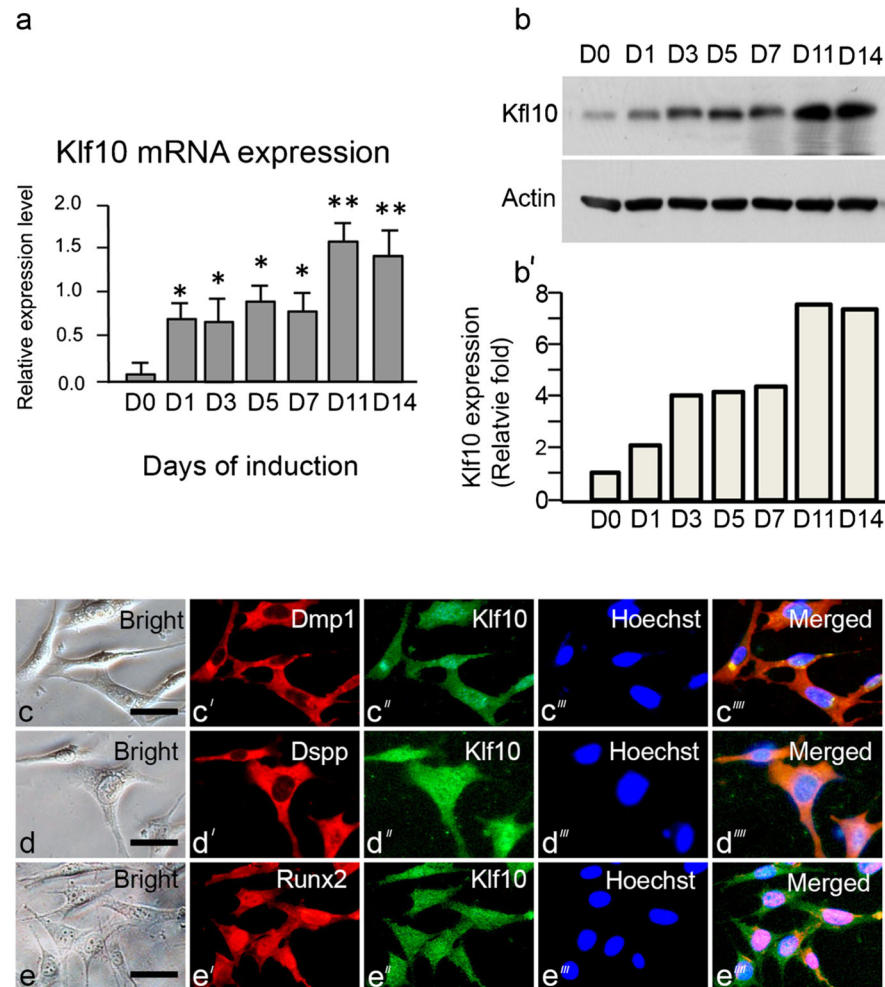 a
Klf10 mRNA expression
Relative expression level
2.0
1.5
1.0
0.5
0.0
* * * * ** **
D0 D1 D3 D5 D7 D11 D14
Days of induction
b
D0 D1 D3 D5 D7 D11 D14
Kfl10
Actin
b'
Klf10 expression
(Relatvie fold)
8
6
4
2
0
D0 D1 D3 D5 D7 D11 D14
Bright Dmp1 Klf10 Hoechst Merged
c c' c'' c''' c''''
Bright Dspp Klf10 Hoechst Merged
d d' d'' d''' d''''
Bright Runx2 Klf10 Hoechst Merged
e e' e'' e''' e''''